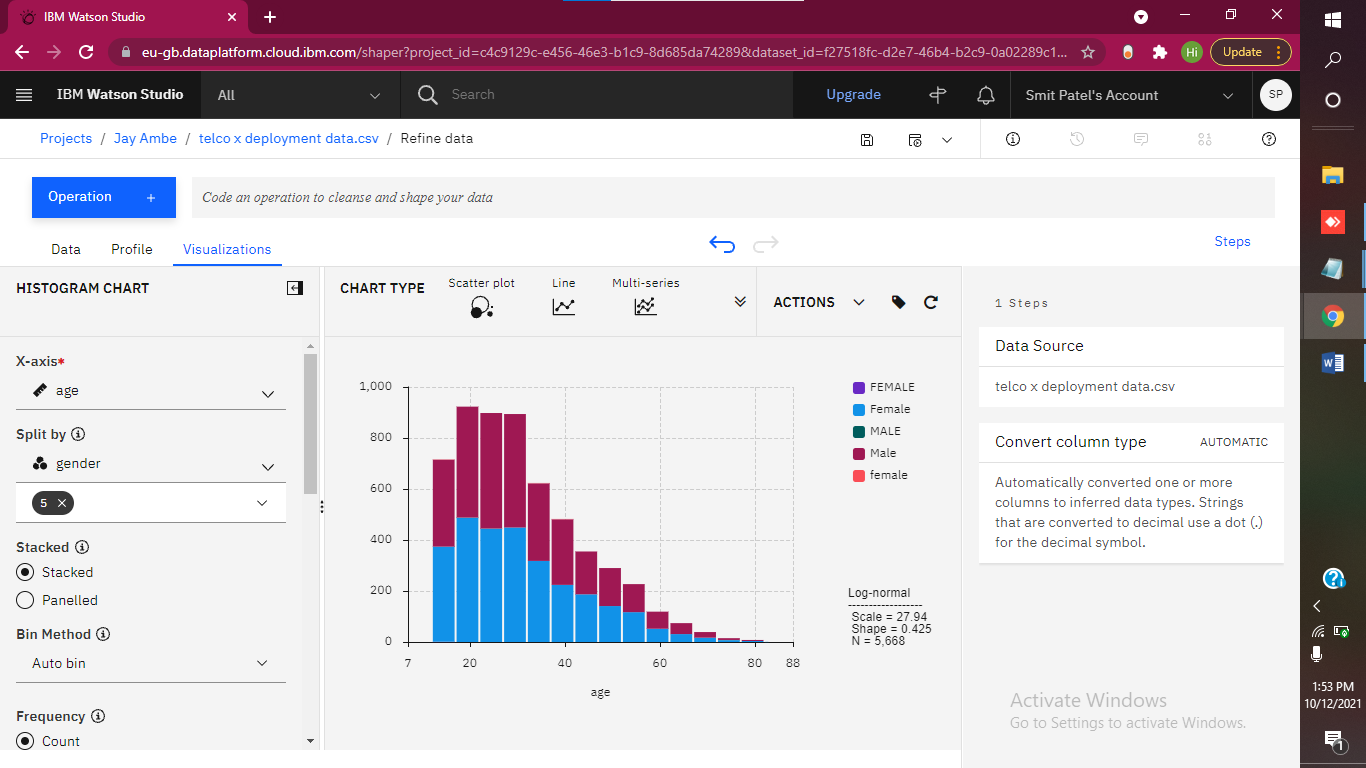 IBM Watson Studio
eu-gb.dataplatform.cloud.ibm.com/shaper?project_id=c4c9129c-e456-46e3-b1c9-8d685da74289&dataset_id=f27518fc-d2e7-46b4-b2c9-0a02289c1...
Hi
Update
IBM Watson Studio
All
Search
Upgrade
Smit Patel's Account
SP
Projects / Jay Ambe / telco x deployment data.csv / Refine data
Operation +
Code an operation to cleanse and shape your data
Data Profile Visualizations
Steps
HISTOGRAM CHART
X-axis*
age
Split by
gender
5 ×
Stacked
Stacked
Panelled
Bin Method
Auto bin
Frequency
Count
CHART TYPE
Scatter plot
Line
Multi-series
ACTIONS
1,000
800
600
400
200
0
7 20 40 60 80 88
age
FEMALE
Female
MALE
Male
female
Log-normal
------------------
Scale = 27.94
Shape = 0.425
N = 5,668
1 Steps
Data Source
telco x deployment data.csv
Convert column type AUTOMATIC
Automatically converted one or more
columns to inferred data types. Strings
that are converted to decimal use a dot (.)
for the decimal symbol.
Activate Windows
Go to Settings to activate Windows.
1:53 PM
10/12/2021
1